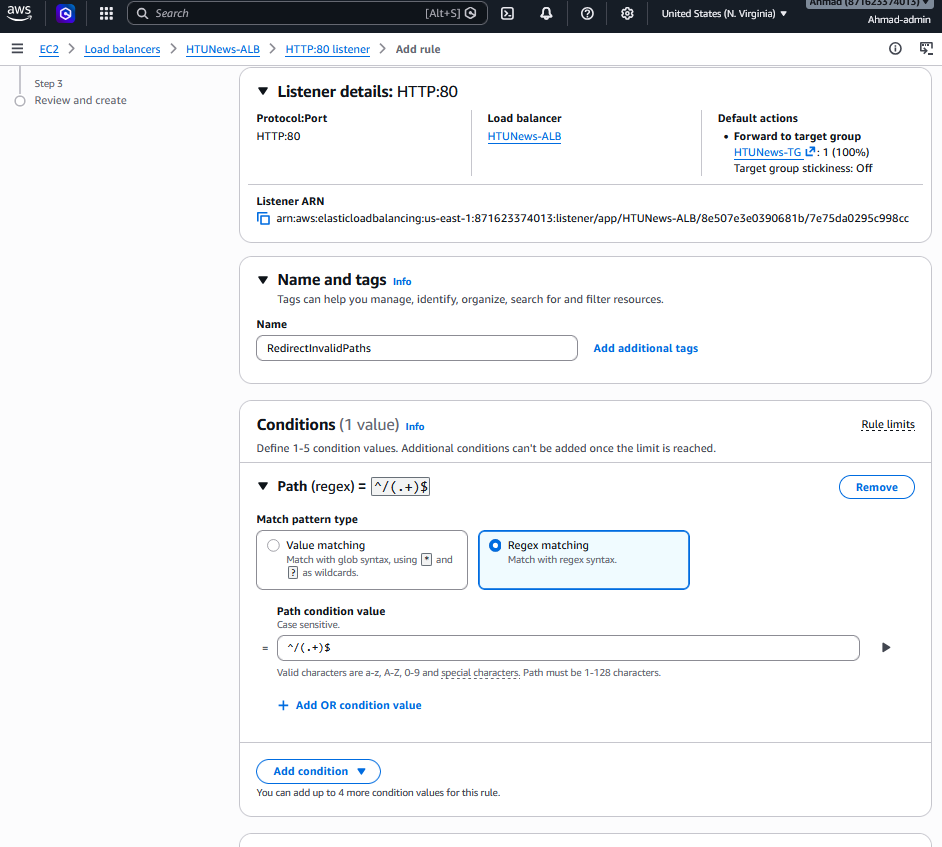 aws
Search
[Alt+S]
United States (N. Virginia)
Ahmad (871623374013)
Ahmad-admin
EC2
Load balancers
HTUNews-ALB
HTTP:80 listener
Add rule
Step 3
Review and create
Listener details: HTTP:80
Protocol:Port
HTTP:80
Load balancer
HTUNews-ALB
Default actions
• Forward to target group
HTUNews-TG : 1 (100%)
Target group stickiness: Off
Listener ARN
arn:aws:elasticloadbalancing:us-east-1:871623374013:listener/app/HTUNews-ALB/8e507e3e0390681b/7e75da0295c998cc
Name and tags Info
Tags can help you manage, identify, organize, search for and filter resources.
Name
RedirectInvalidPaths
Add additional tags
Conditions (1 value) Info
Rule limits
Define 1-5 condition values. Additional conditions can't be added once the limit is reached.
Path (regex) = ^/(.+)$
Remove
Match pattern type
Value matching
Match with glob syntax, using * and
? as wildcards.
Regex matching
Match with regex syntax.
Path condition value
Case sensitive.
= ^/(.+)$
Valid characters are a-z, A-Z, 0-9 and special characters. Path must be 1-128 characters.
+ Add OR condition value
Add condition
You can add up to 4 more condition values for this rule.